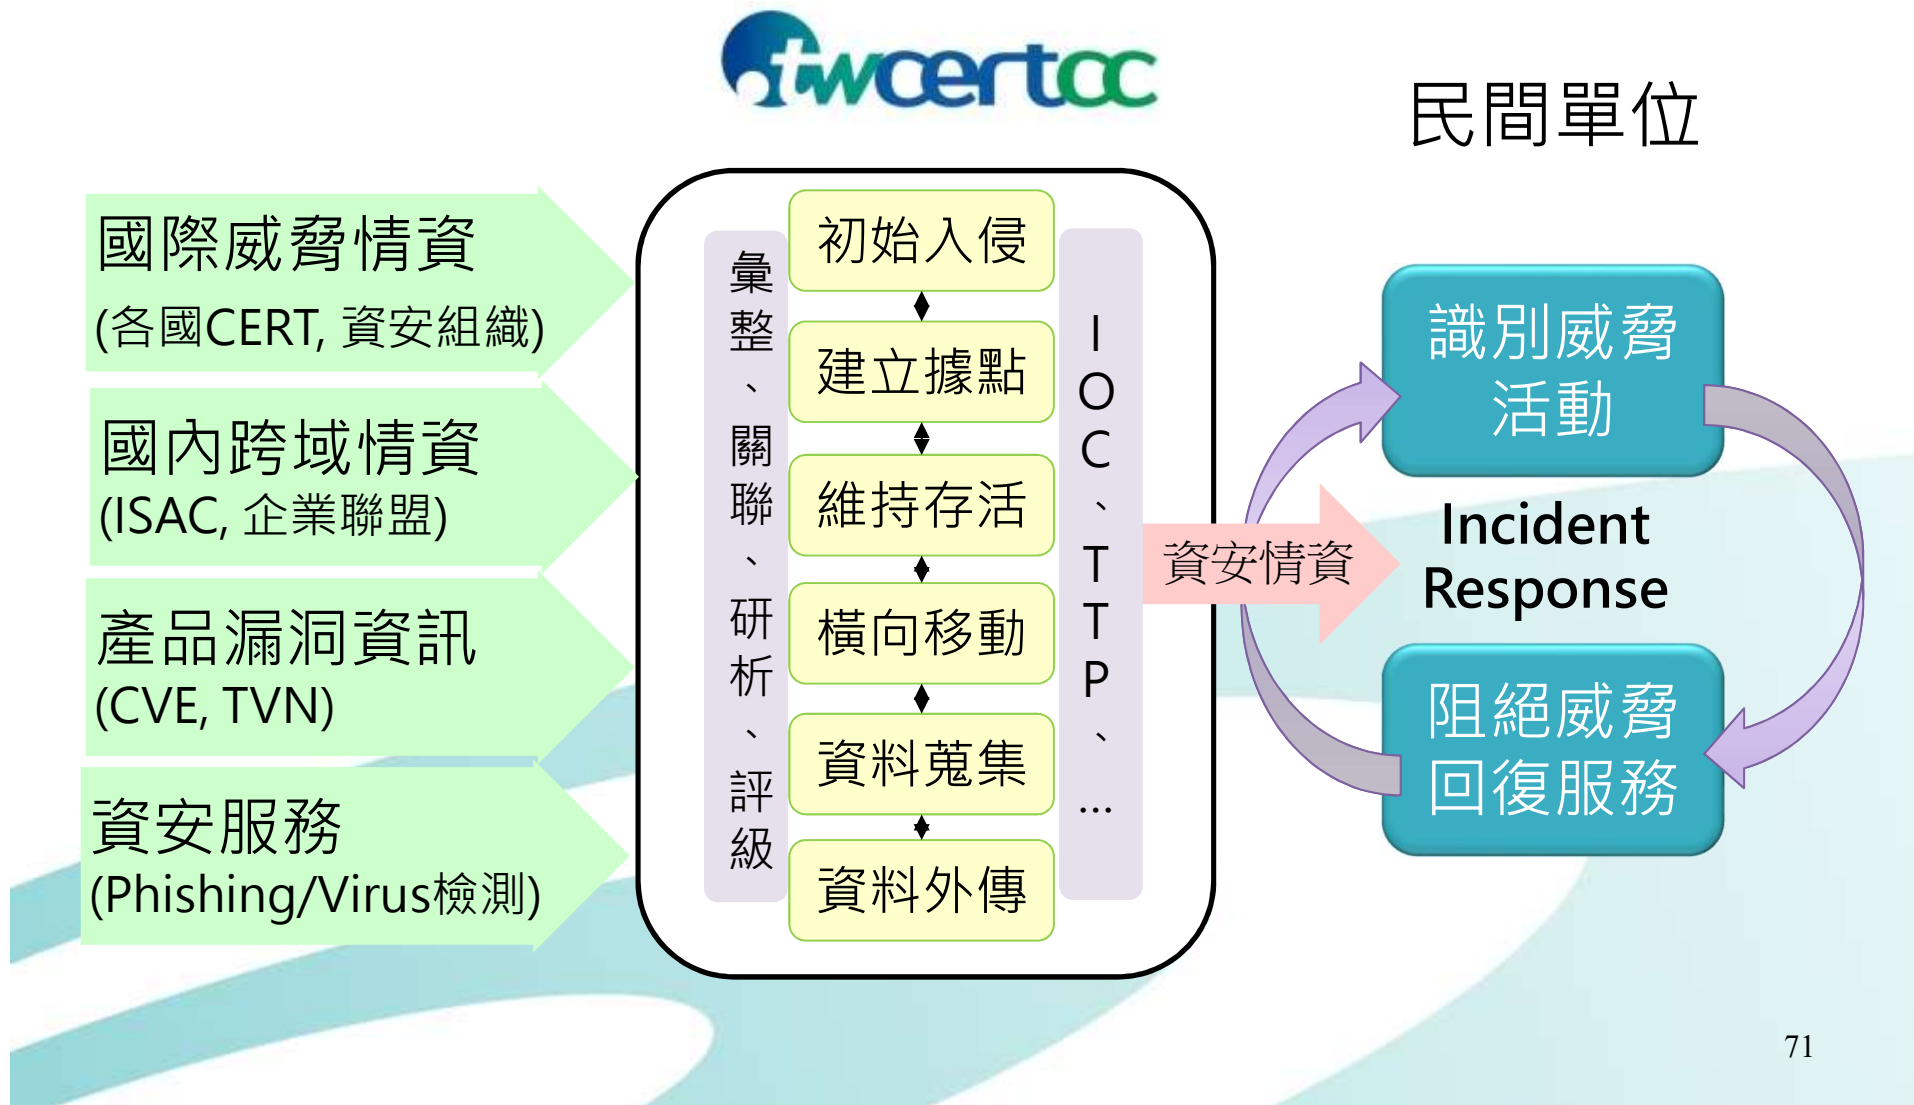 twcertcc
民間單位
國際威脅情資
(各國CERT, 資安組織)
國內跨域情資
(ISAC, 企業聯盟)
產品漏洞資訊
(CVE, TVN)
資安服務
(Phishing/Virus檢測)
彙整、關聯、研析、評級
初始入侵
建立據點
維持存活
橫向移動
資料蒐集
資料外傳
IOC、TTP、...
資安情資
識別威脅
活動
Incident
Response
阻絕威脅
回復服務
71